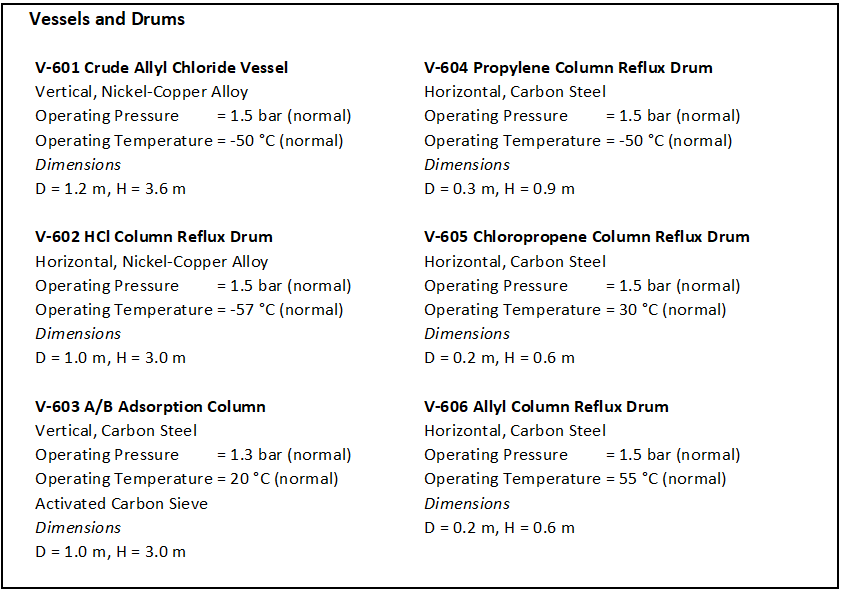 Vessels and Drums
V-601 Crude Allyl Chloride Vessel
Vertical, Nickel-Copper Alloy
Operating Pressure = 1.5 bar (normal)
Operating Temperature = -50 °C (normal)
Dimensions
D = 1.2 m, H = 3.6 m
V-602 HCl Column Reflux Drum
Horizontal, Nickel-Copper Alloy
Operating Pressure = 1.5 bar (normal)
Operating Temperature = -57 °C (normal)
Dimensions
D = 1.0 m, H = 3.0 m
V-603 A/B Adsorption Column
Vertical, Carbon Steel
Operating Pressure = 1.3 bar (normal)
Operating Temperature = 20 °C (normal)
Activated Carbon Sieve
Dimensions
D = 1.0 m, H = 3.0 m
V-604 Propylene Column Reflux Drum
Horizontal, Carbon Steel
Operating Pressure = 1.5 bar (normal)
Operating Temperature = -50 °C (normal)
Dimensions
D = 0.3 m, H = 0.9 m
V-605 Chloropropene Column Reflux Drum
Horizontal, Carbon Steel
Operating Pressure = 1.5 bar (normal)
Operating Temperature = 30 °C (normal)
Dimensions
D = 0.2 m, H = 0.6 m
V-606 Allyl Column Reflux Drum
Horizontal, Carbon Steel
Operating Pressure = 1.5 bar (normal)
Operating Temperature = 55 °C (normal)
Dimensions
D = 0.2 m, H = 0.6 m